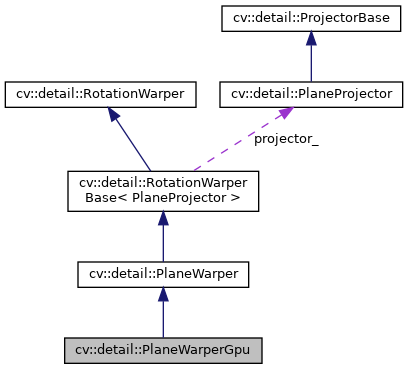 cv::detail::ProjectorBase
cv::detail::RotationWarper
cv::detail::PlaneProjector
projector_
cv::detail::RotationWarper
Base< PlaneProjector >
cv::detail::PlaneWarper
cv::detail::PlaneWarperGpu